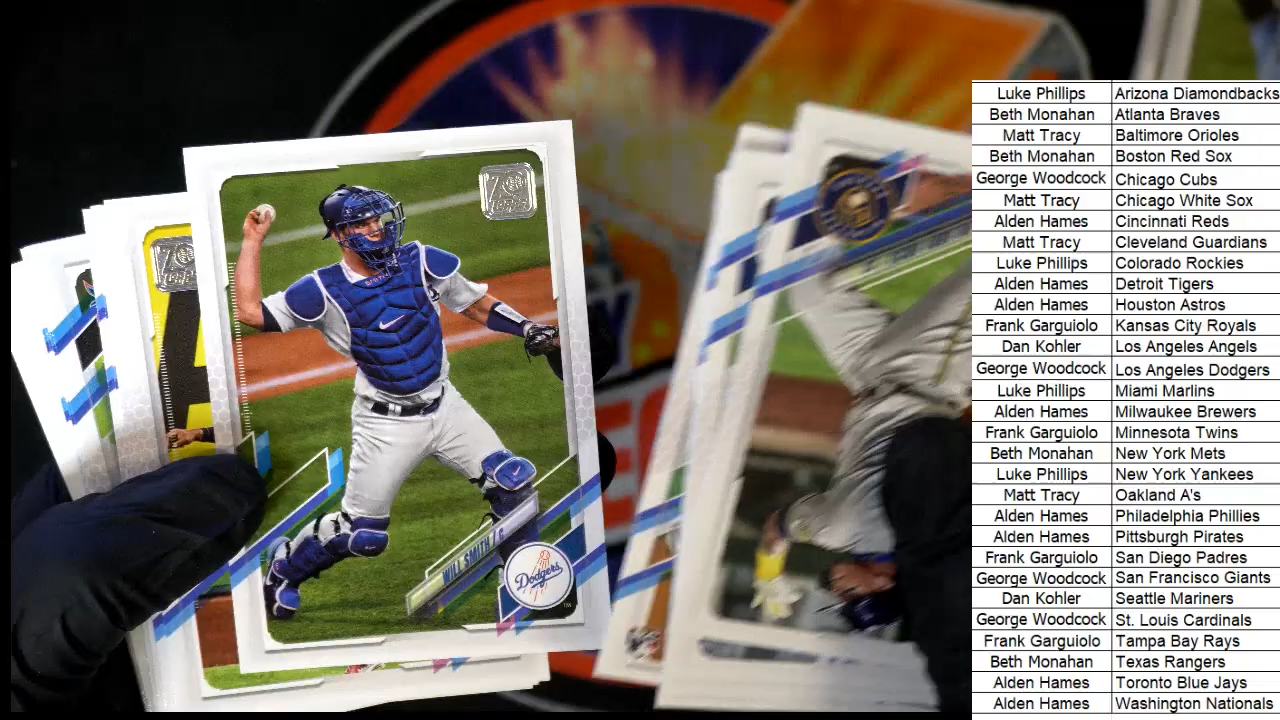 70
Topps
WILL SMITH / C
Dodgers
Luke Phillips Arizona Diamondbacks
Beth Monahan Atlanta Braves
Matt Tracy Baltimore Orioles
Beth Monahan Boston Red Sox
George Woodcock Chicago Cubs
Matt Tracy Chicago White Sox
Alden Hames Cincinnati Reds
Matt Tracy Cleveland Guardians
Luke Phillips Colorado Rockies
Alden Hames Detroit Tigers
Alden Hames Houston Astros
Frank Garguiolo Kansas City Royals
Dan Kohler Los Angeles Angels
George Woodcock Los Angeles Dodgers
Luke Phillips Miami Marlins
Alden Hames Milwaukee Brewers
Frank Garguiolo Minnesota Twins
Beth Monahan New York Mets
Luke Phillips New York Yankees
Matt Tracy Oakland A's
Alden Hames Philadelphia Phillies
Alden Hames Pittsburgh Pirates
Frank Garguiolo San Diego Padres
George Woodcock San Francisco Giants
Dan Kohler Seattle Mariners
George Woodcock St. Louis Cardinals
Frank Garguiolo Tampa Bay Rays
Beth Monahan Texas Rangers
Alden Hames Toronto Blue Jays
Alden Hames Washington Nationals